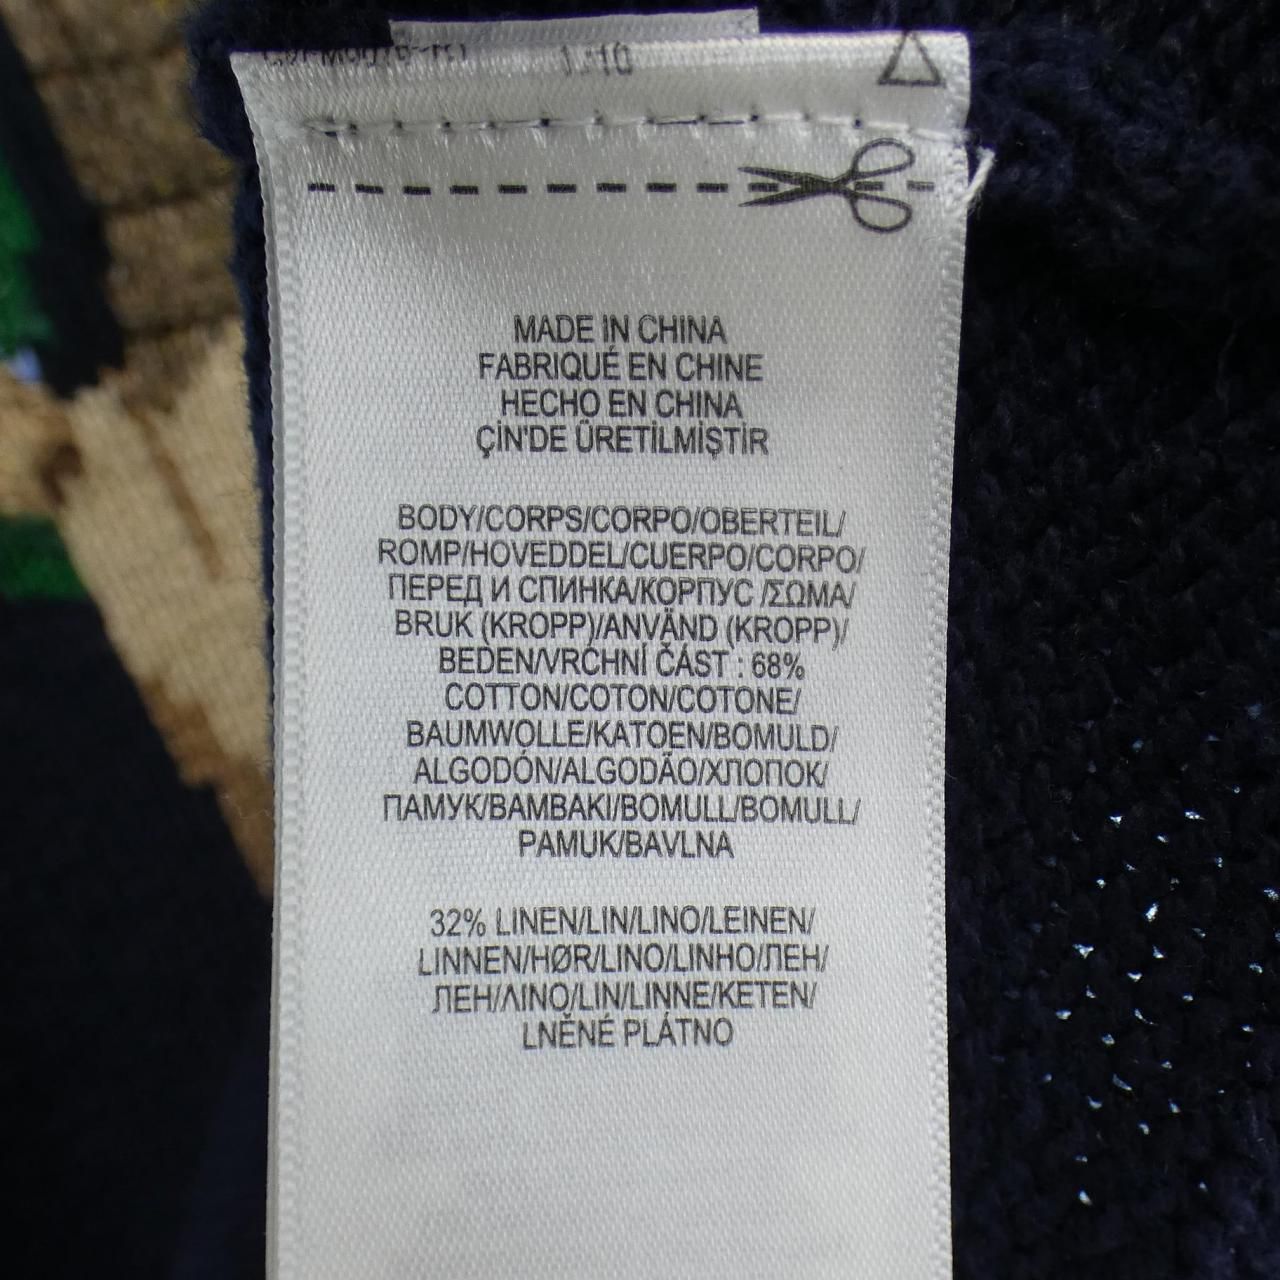 MADE IN CHINA
FABRIQUÉ EN CHINE
HECHO EN CHINA
ÇİN'DE ÜRETİLMİŞTİR
BODY/CORPS/CORPO/OBERTEIL/
ROMP/HOVEDDEL/CUERPO/CORPO/
ПЕРЕД И СПИНКА/КОРПУС /ΣΩΜΑ/
BRUK (KROPP)/ANVÄND (KROPP)/
BEDEN/VRCHNÍ ČÁST : 68%
COTTON/COTON/COTONE/
BAUMWOLLE/KATOEN/BOMULD/
ALGODÓN/ALGODÃO/ХЛОПОК/
ПАМУК/ΒΑΜΒΑΚΙ/BOMULL/BOMULL/
PAMUK/BAVLNA
32% LINEN/LIN/LINO/LEINEN/
LINNEN/HØR/LINO/LINHO/ЛЕН/
ЛЕН/ΛΙΝΟ/LIN/LINNE/KETEN/
LNĚNÉ PLÁTNO